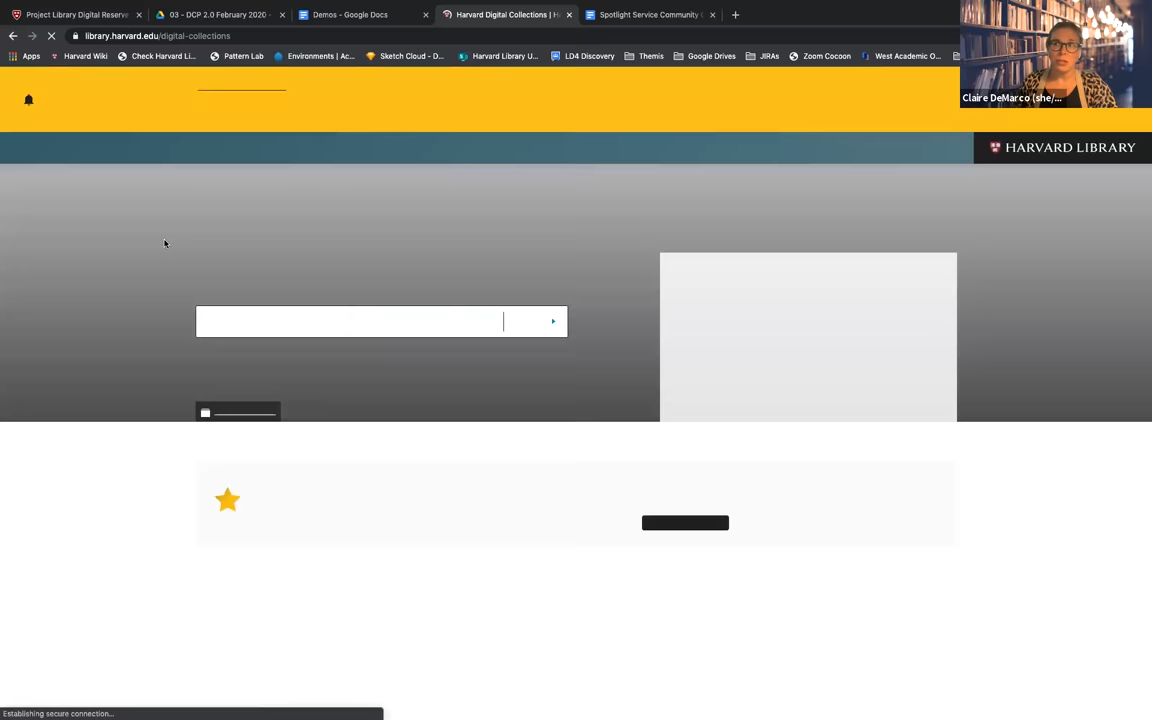 Project Library Digital Reserve
03 - DCP 2.0 February 2020 -
Demos - Google Docs
Harvard Digital Collections | H
Spotlight Service Community C
library.harvard.edu/digital-collections
Apps
Harvard Wiki
Check Harvard Li...
Pattern Lab
Environments | Ac...
Sketch Cloud - D...
Harvard Library U...
LD4 Discovery
Themis
Google Drives
JIRAs
Zoom Cocoon
West Academic O...
Claire DeMarco (she/...
HARVARD LIBRARY
Establishing secure connection...